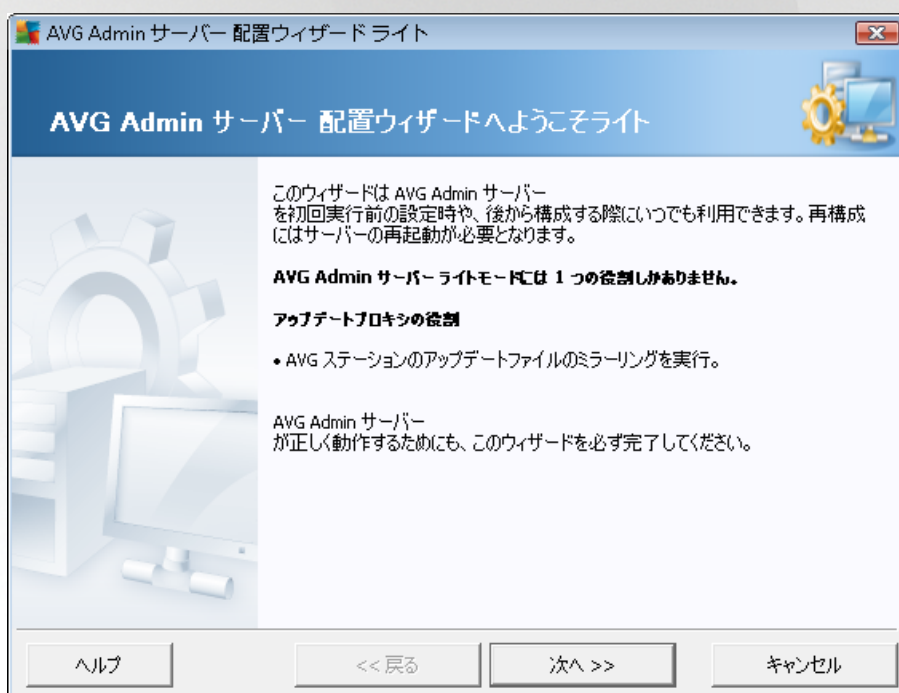 AVG Admin サーバー 配置ウィザード ライト
AVG Admin サーバー 配置ウィザードへようこそライト
このウィザードは AVG Admin サーバー
を初回実行前の設定時や、後から構成する際にいつでも利用できます。再構成
にはサーバーの再起動が必要となります。
AVG Admin サーバー ライトモードには 1 つの役割しかありません。
アップデートプロキシの役割
• AVG ステーションのアップデートファイルのミラーリングを実行。
AVG Admin サーバー
が正しく動作するためにも、このウィザードを必ず完了してください。
ヘルプ
<< 戻る
次へ >>
キャンセル